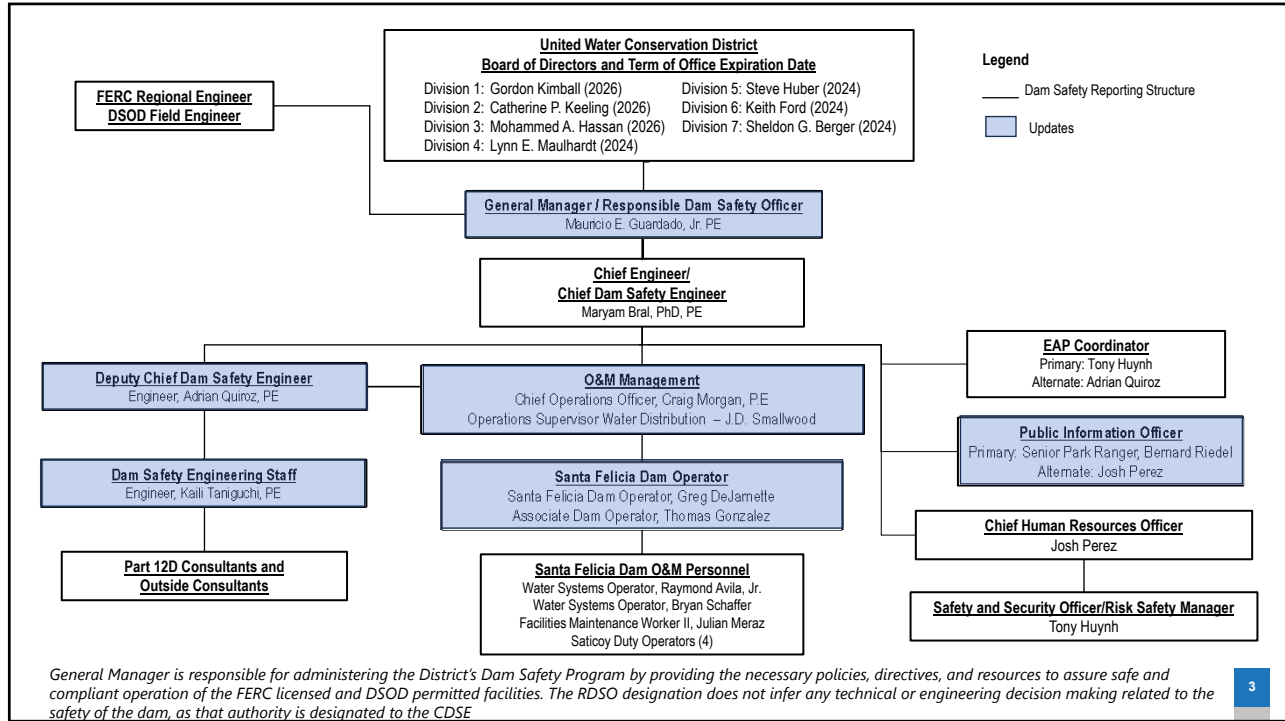 United Water Conservation District
Board of Directors and Term of Office Expiration Date
Division 1: Gordon Kimball (2026)
Division 2: Catherine P. Keeling (2026)
Division 3: Mohammed A. Hassan (2026)
Division 4: Lynn E. Maulhardt (2024)
Division 5: Steve Huber (2024)
Division 6: Keith Ford (2024)
Division 7: Sheldon G. Berger (2024)
Legend
Dam Safety Reporting Structure
Updates
FERC Regional Engineer
DSOD Field Engineer
General Manager / Responsible Dam Safety Officer
Mauricio E. Guardado, Jr. PE
Chief Engineer/
Chief Dam Safety Engineer
Maryam Bral, PhD, PE
Deputy Chief Dam Safety Engineer
Engineer, Adrian Quiroz, PE
O&M Management
Chief Operations Officer, Craig Morgan, P.E
Operations Supervisor Water Distribution – J.D. Smallwood
EAP Coordinator
Primary: Tony Huynh
Alternate: Adrian Quiroz
Public Information Officer
Primary: Senior Park Ranger, Bernard Riedel
Alternate: Josh Perez
Dam Safety Engineering Staff
Engineer, Kaili Taniguchi, PE
Santa Felicia Dam Operator
Santa Felicia Dam Operator, Greg DeJarnette
Associate Dam Operator, Thomas Gonzalez
Chief Human Resources Officer
Josh Perez
Part 12D Consultants and
Outside Consultants
Santa Felicia Dam O&M Personnel
Water Systems Operator, Raymond Avila, Jr.
Water Systems Operator, Bryan Schaffer
Facilities Maintenance Worker II, Julian Meraz
Saticoy Duty Operators (4)
Safety and Security Officer/Risk Safety Manager
Tony Huynh
General Manager is responsible for administering the District's Dam Safety Program by providing the necessary policies, directives, and resources to assure safe and
compliant operation of the FERC licensed and DSOD permitted facilities. The RDSO designation does not infer any technical or engineering decision making related to the
safety of the dam, as that authority is designated to the CDSE
3